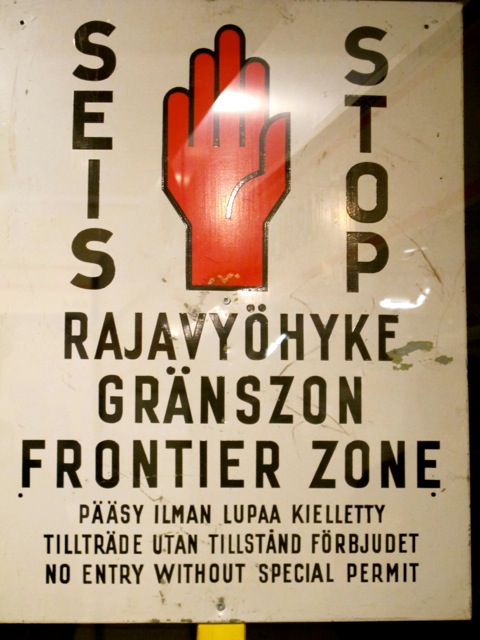 SEIS
STOP
RAJAVYÖHYKE
GRÄNSZON
FRONTIER ZONE
PÄÄSY ILMAN LUPAA KIELLETTY
TILLTRÄDE UTAN TILLSTÅND FÖRBJUDET
NO ENTRY WITHOUT SPECIAL PERMIT